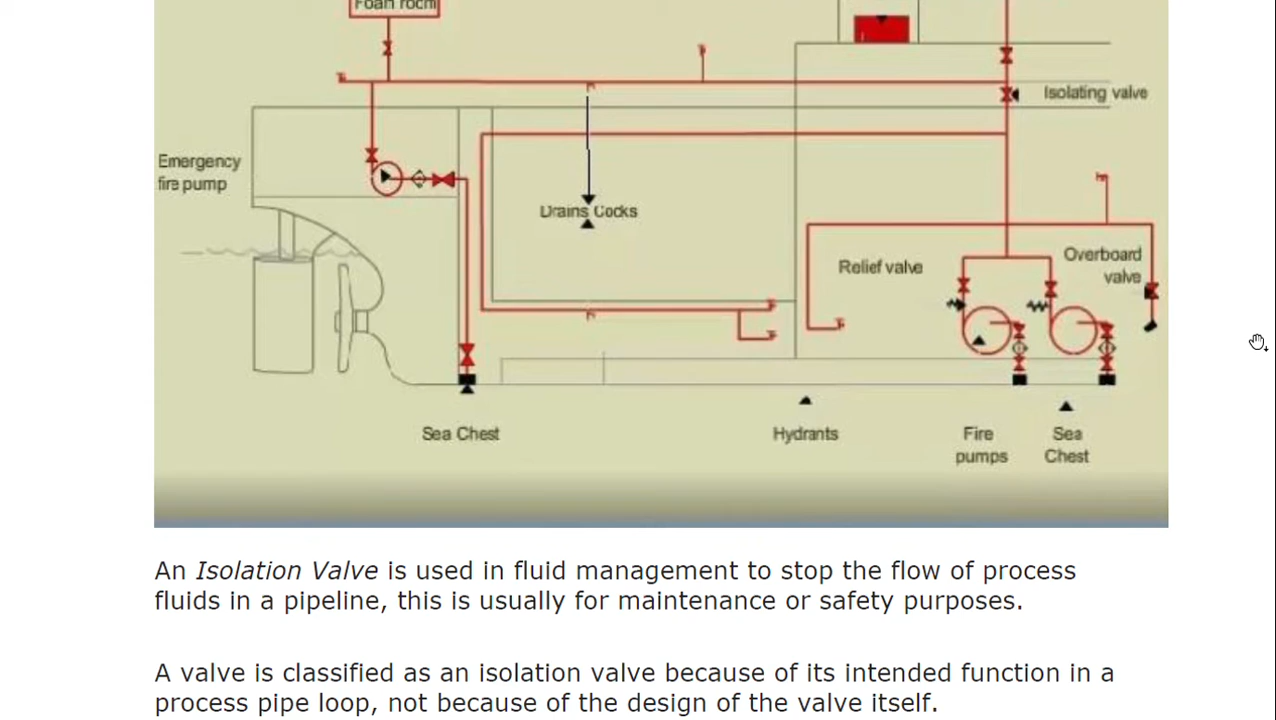 Foam room
Isolating valve
Emergency
fire pump
Drains Cocks
Relief valve
Overboard
valve
Sea Chest
Hydrants
Fire
pumps
Sea
Chest
An Isolation Valve is used in fluid management to stop the flow of process
fluids in a pipeline, this is usually for maintenance or safety purposes.
A valve is classified as an isolation valve because of its intended function in a
process pipe loop, not because of the design of the valve itself.